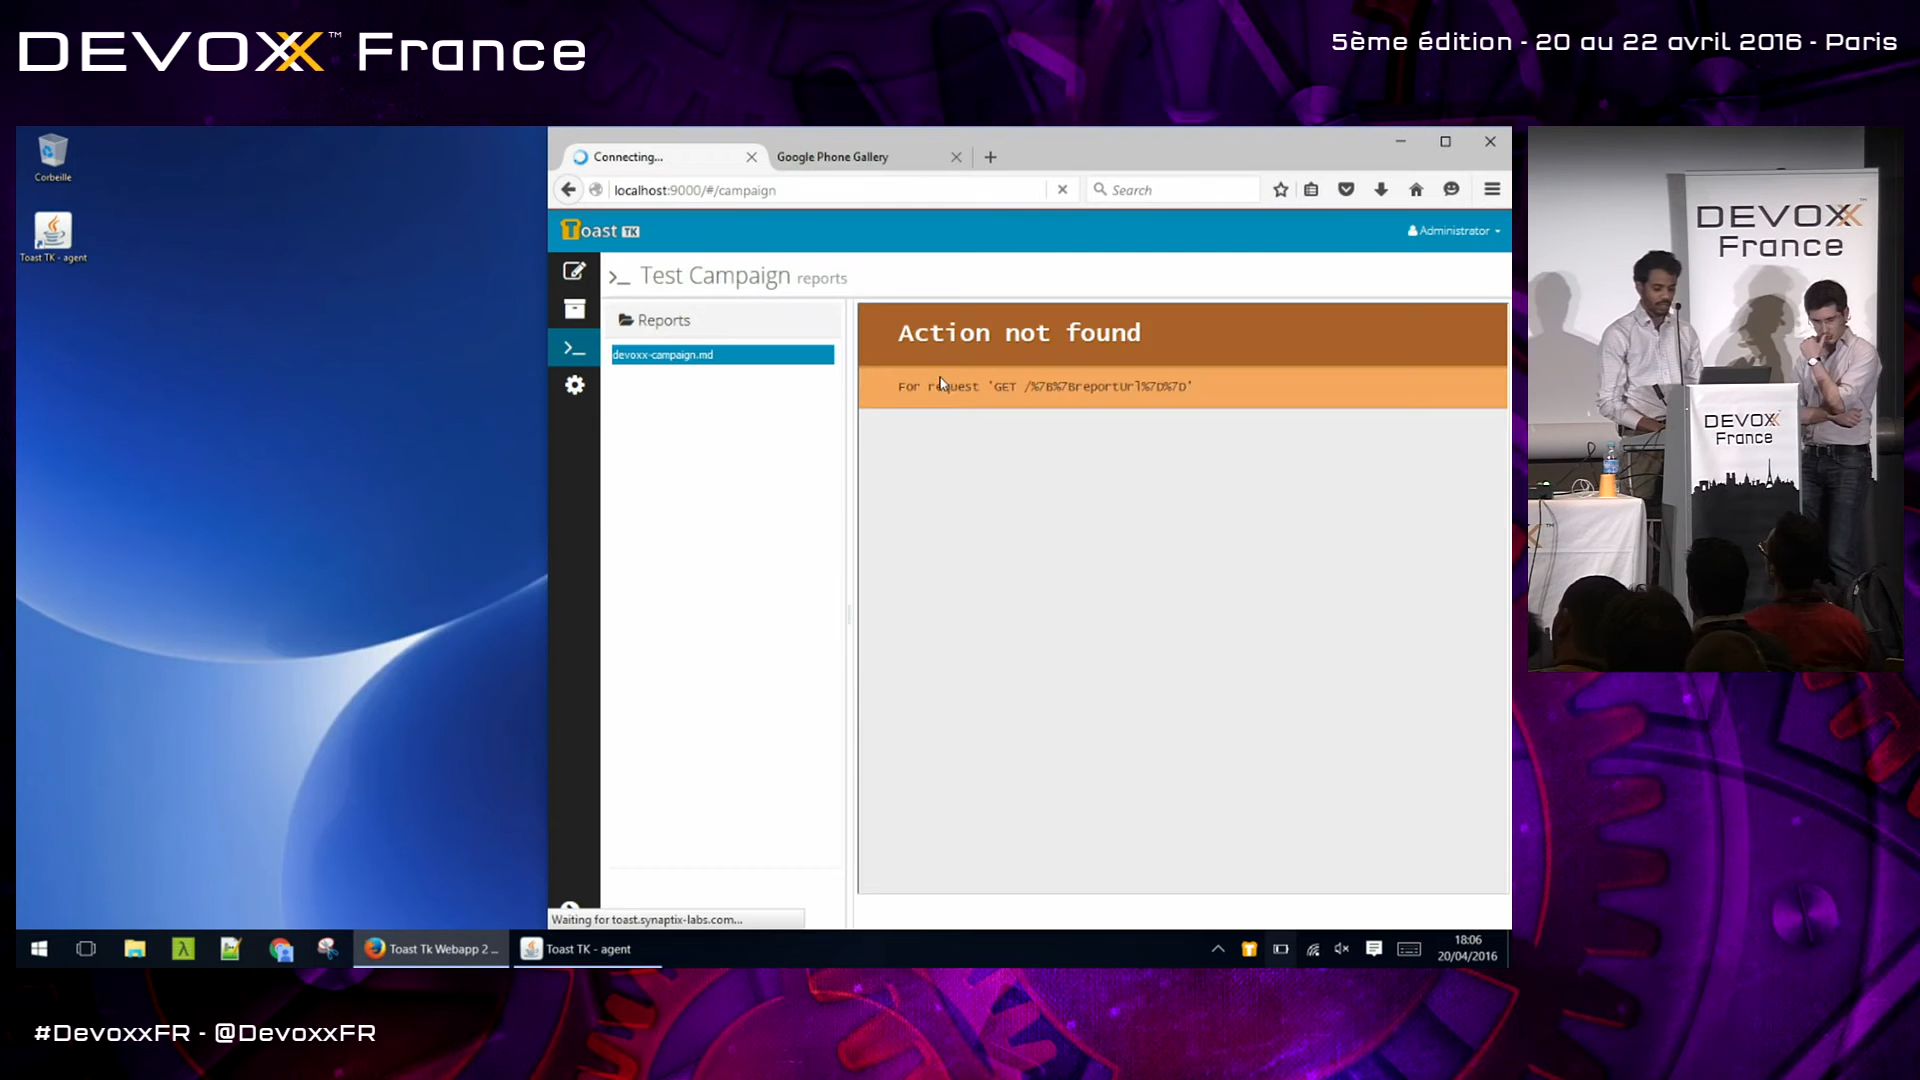 DEVOXX™ France
5ème édition - 20 au 22 avril 2016 - Paris
Corbeille
Toast TK - agent
Connecting...
Google Phone Gallery
localhost:9000/#/campaign
Search
Toast TK
Administrator
>_ Test Campaign reports
Reports
devoxx-campaign.md
Action not found
For request 'GET /%7B%7BreportUrl%7D%7D'
Waiting for toast.synaptix-labs.com...
Toast Tk Webapp 2 ...
Toast TK - agent
18:06
20/04/2016
DEVOXX™
France
DEVOXX
France
#DevoxxFR - @DevoxxFR